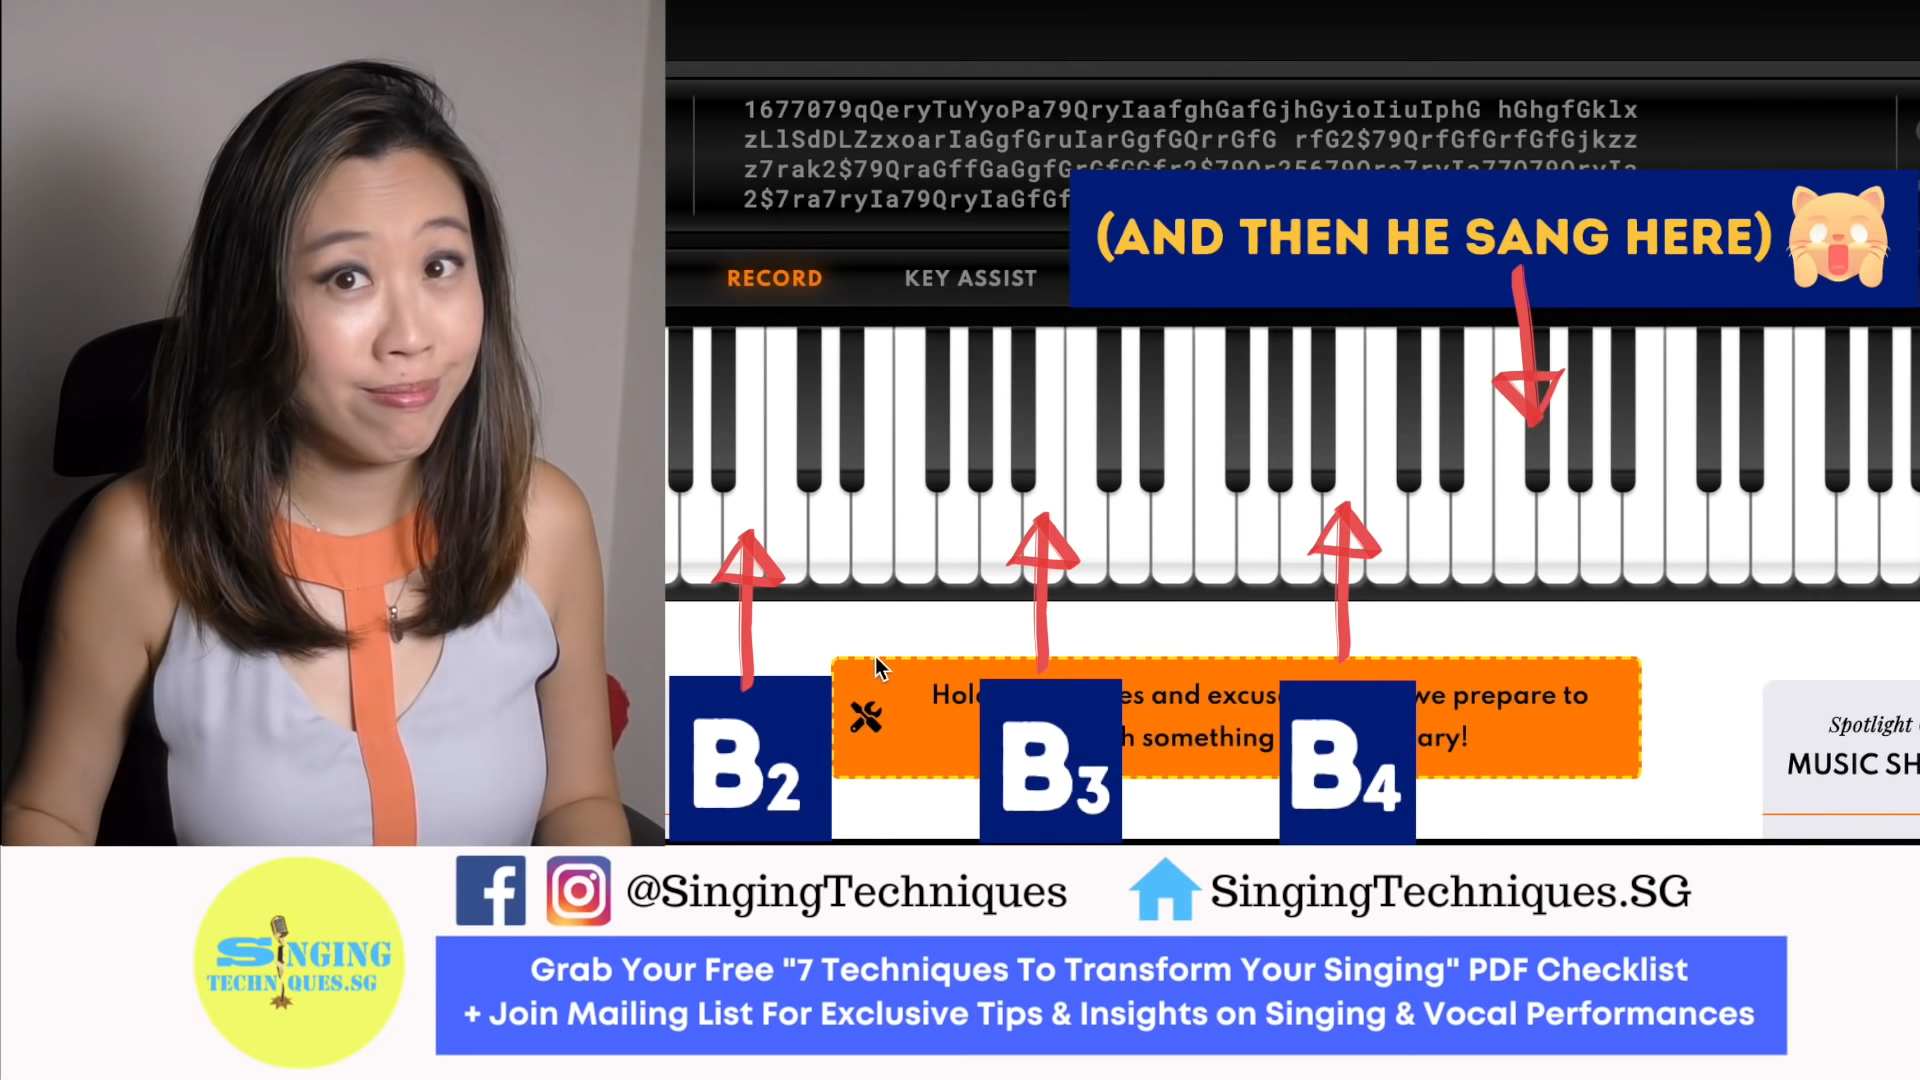 1677079qQeryTuYyoPa79QryIaafghGafGjhGyioIiuIphG hGhgfGklx
zLlSdDLZzxoarIaGgfGruIarGgfGQrrGfG rfG2$79QrfGfGrfGfGjkzz
z7rak2$79QraGffGaGgfGrGfGGfr2$79Qr25679Qra7ryIa77Q79QryIa
2$7ra7ryIa79QryIaGfGf
(AND THEN HE SANG HERE)
RECORD
KEY ASSIST
es and excus
we prepare to
something
ary!
B2
B3
B4
Spotlight
MUSIC SH
@SingingTechniques
SingingTechniques.SG
SINGING
TECHNIQUES.SG
Grab Your Free "7 Techniques To Transform Your Singing" PDF Checklist
+ Join Mailing List For Exclusive Tips & Insights on Singing & Vocal Performances